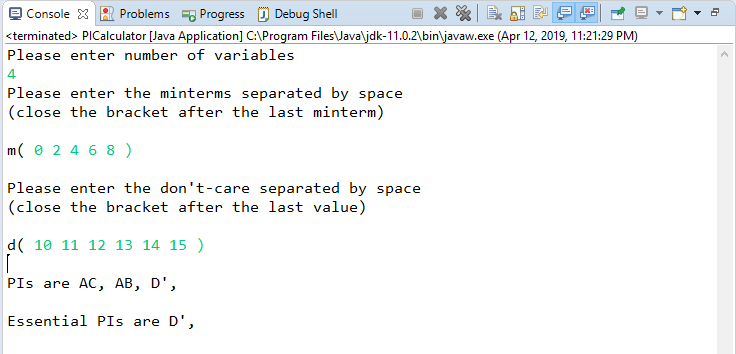 Console Problems Progress Debug Shell
<terminated> PICalculator [Java Application] C:\Program Files\Java\jdk-11.0.2\bin\javaw.exe (Apr 12, 2019, 11:21:29 PM)
Please enter number of variables
4
Please enter the minterms separated by space
(close the bracket after the last minterm)
m( 0 2 4 6 8 )
Please enter the don't-care separated by space
(close the bracket after the last value)
d( 10 11 12 13 14 15 )
PIs are AC, AB, D',
Essential PIs are D',